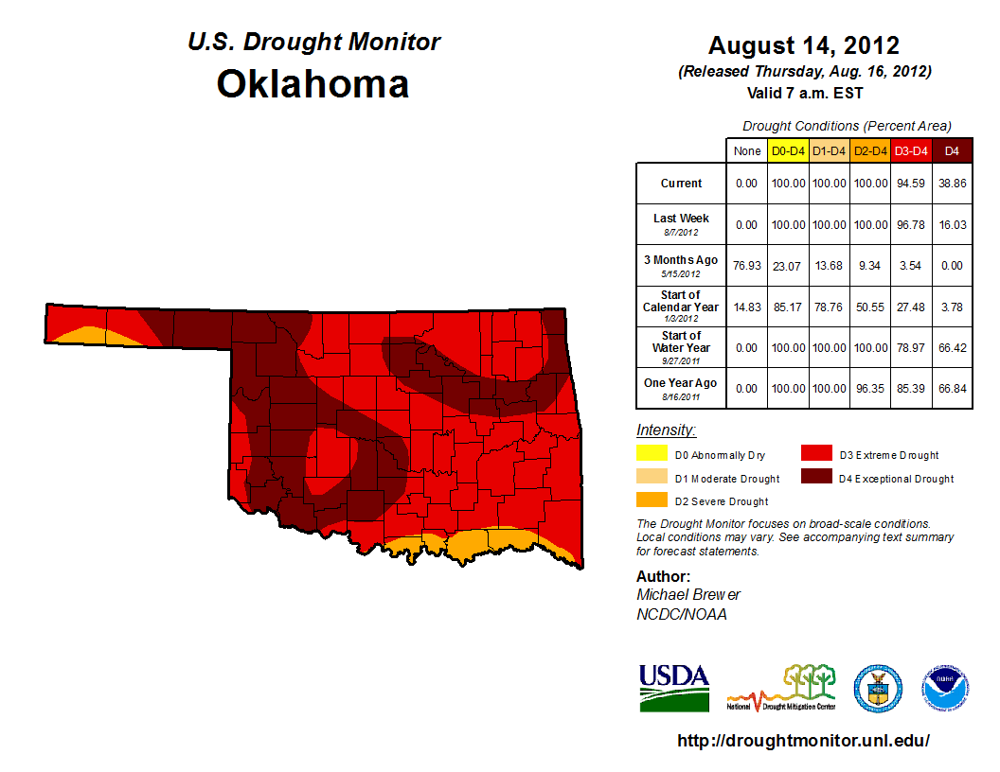 U.S. Drought Monitor
Oklahoma
August 14, 2012
(Released Thursday, Aug. 16, 2012)
Valid 7 a.m. EST
Drought Conditions (Percent Area)
None D0-D4 D1-D4 D2-D4 D3-D4 D4
Current 0.00 100.00 100.00 100.00 94.59 38.86
Last Week
8/7/2012
0.00 100.00 100.00 100.00 96.78 16.03
3 Months Ago
5/15/2012
76.93 23.07 13.68 9.34 3.54 0.00
Start of
Calendar Year
1/3/2012
14.83 85.17 78.76 50.55 27.48 3.78
Start of
Water Year
9/27/2011
0.00 100.00 100.00 100.00 78.97 66.42
One Year Ago
8/16/2011
0.00 100.00 100.00 96.35 85.39 66.84
Intensity:
D0 Abnormally Dry
D1 Moderate Drought
D2 Severe Drought
D3 Extreme Drought
D4 Exceptional Drought
The Drought Monitor focuses on broad-scale conditions.
Local conditions may vary. See accompanying text summary
for forecast statements.
Author:
Michael Brewer
NCDC/NOAA
USDA
National Drought Mitigation Center
NOAA
http://droughtmonitor.unl.edu/